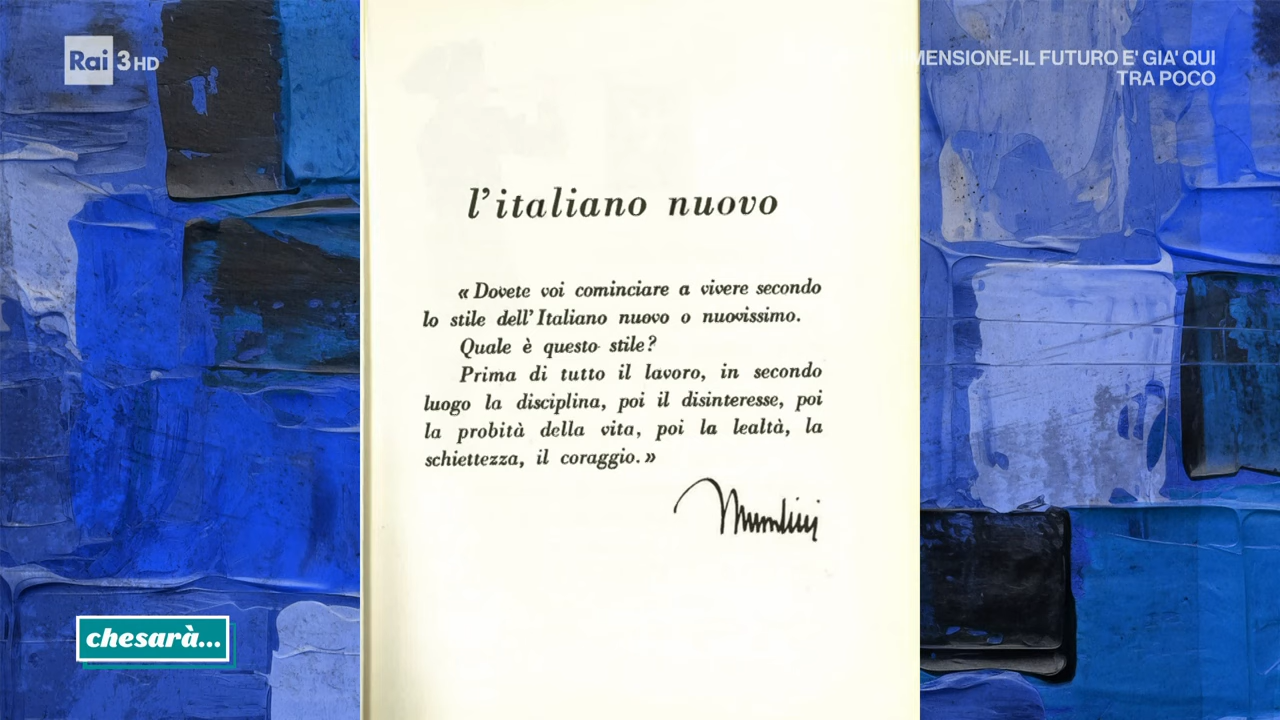 Rai 3HD
MENSIONE-IL FUTURO E' GIA' QUI
TRA POCO
l'italiano nuovo
« Dovete voi cominciare a vivere secondo
lo stile dell'Italiano nuovo o nuovissimo.
Quale è questo stile?
Prima di tutto il lavoro, in secondo
luogo la disciplina, poi il disinteresse, poi
la probità della vita, poi la lealtà, la
schiettezza, il coraggio. »
Mussolini
chesarà...